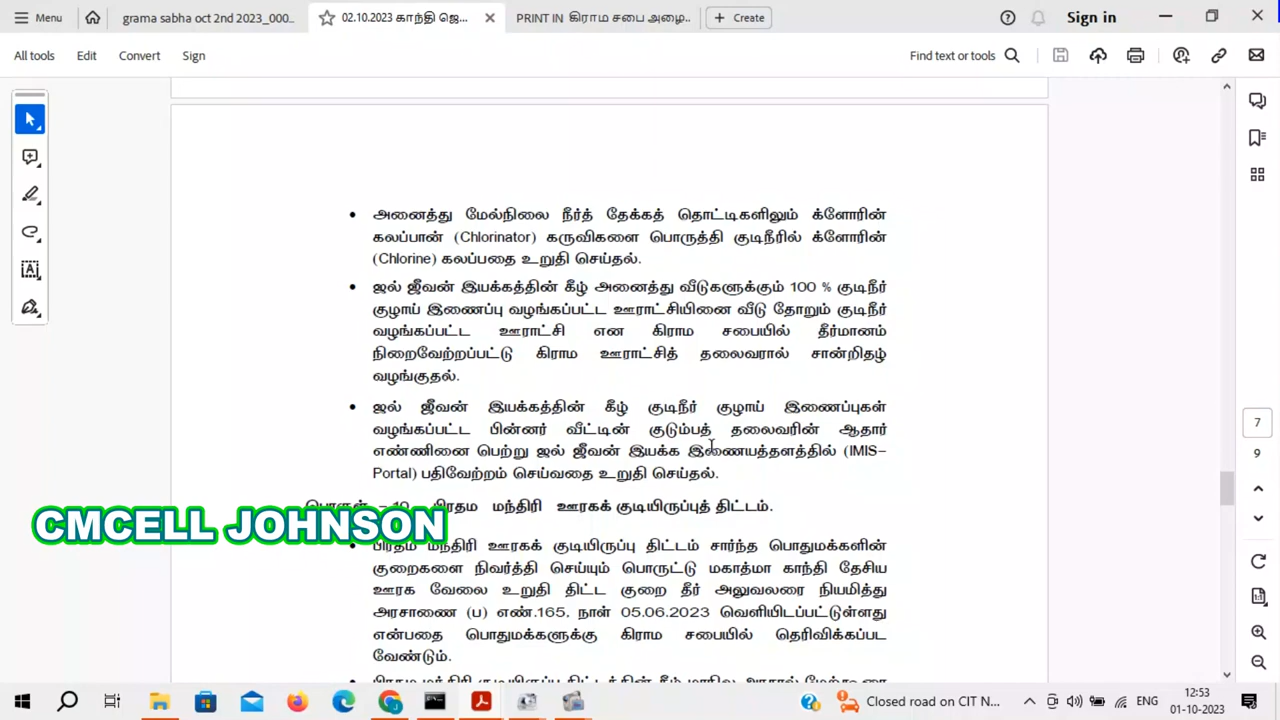 Menu
grama sabha oct 2nd 2023_000...
02.10.2023 காந்தி ஜெ...
PRINT IN கிராம சபை அழை..
Create
Sign in
All tools
Edit
Convert
Sign
Find text or tools
அனைத்து மேல்நிலை நீர்த் தேக்கத் தொட்டிகளிலும் க்ளோரின்
கலப்பான் (Chlorinator) கருவிகளை பொருத்தி குடிநீரில் க்ளோரின்
(Chlorine) கலப்பதை உறுதி செய்தல்.
ஜல் ஜீவன் இயக்கத்தின் கீழ் அனைத்து வீடுகளுக்கும் 100 % குடிநீர்
குழாய் இணைப்பு வழங்கப்பட்ட ஊராட்சியினை வீடு தோறும் குடிநீர்
வழங்கப்பட்ட ஊராட்சி என கிராம சபையில் தீர்மானம்
நிறைவேற்றப்பட்டு கிராம ஊராட்சித் தலைவரால் சான்றிதழ்
வழங்குதல்.
ஜல் ஜீவன் இயக்கத்தின் கீழ் குடிநீர் குழாய் இணைப்புகள்
வழங்கப்பட்ட பின்னர் வீட்டின் குடும்பத் தலைவரின் ஆதார்
எண்ணினை பெற்று ஜல் ஜீவன் இயக்க இணையத்தளத்தில் (IMIS-
Portal) பதிவேற்றம் செய்வதை உறுதி செய்தல்.
பொருள் – 10 பிரதம மந்திரி ஊரகக் குடியிருப்புத் திட்டம்.
CMCELL JOHNSON
பிரதம மந்திரி ஊரகக் குடியிருப்பு திட்டம் சார்ந்த பொதுமக்களின்
குறைகளை நிவர்த்தி செய்யும் பொருட்டு மகாத்மா காந்தி தேசிய
ஊரக வேலை உறுதி திட்ட குறை தீர் அலுவலரை நியமித்து
அரசாணை (ப) எண்.165, நாள் 05.06.2023 வெளியிடப்பட்டுள்ளது
என்பதை பொதுமக்களுக்கு கிராம சபையில் தெரிவிக்கப்பட
வேண்டும்.
7
9
Closed road on CIT N...
ENG
12:53
01-10-2023